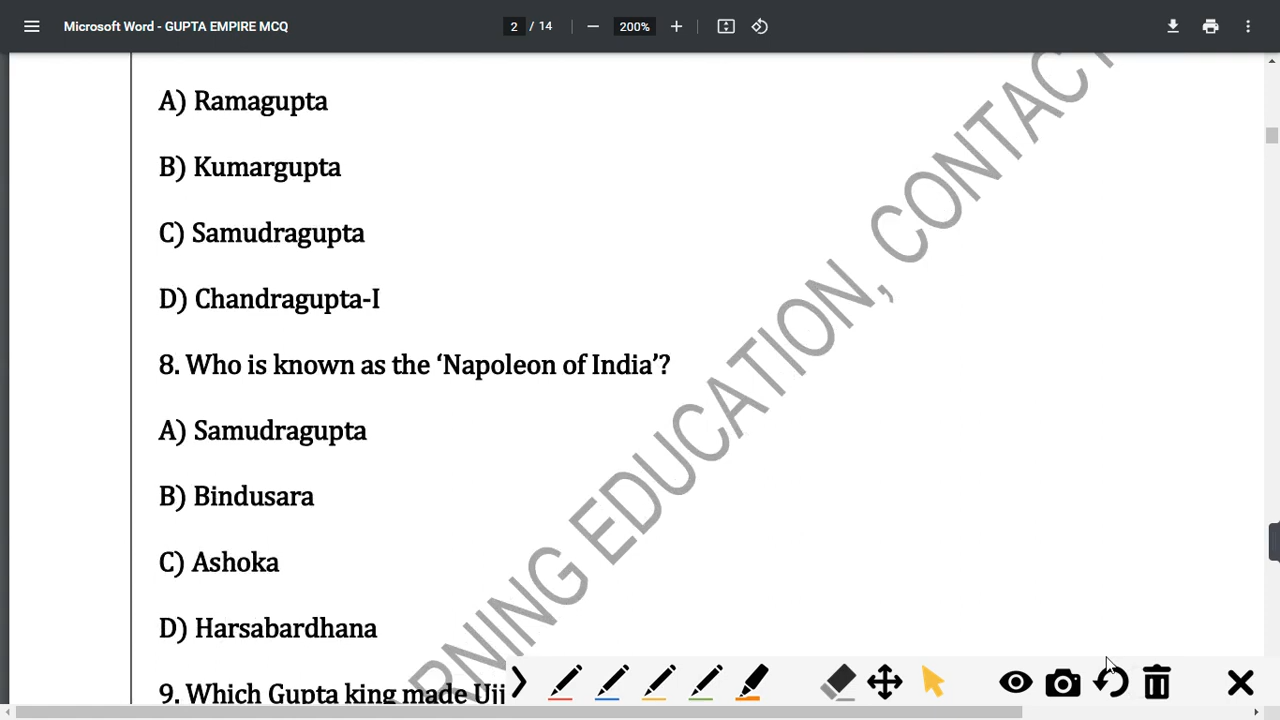 Microsoft Word - GUPTA EMPIRE MCQ
2 / 14
200%
A) Ramagupta
B) Kumargupta
C) Samudragupta
D) Chandragupta-I
8. Who is known as the ‘Napoleon of India’?
A) Samudragupta
B) Bindusara
C) Ashoka
D) Harsabardhana
9. Which Gupta king made Ujj
RNING EDUCATION, CONTACT